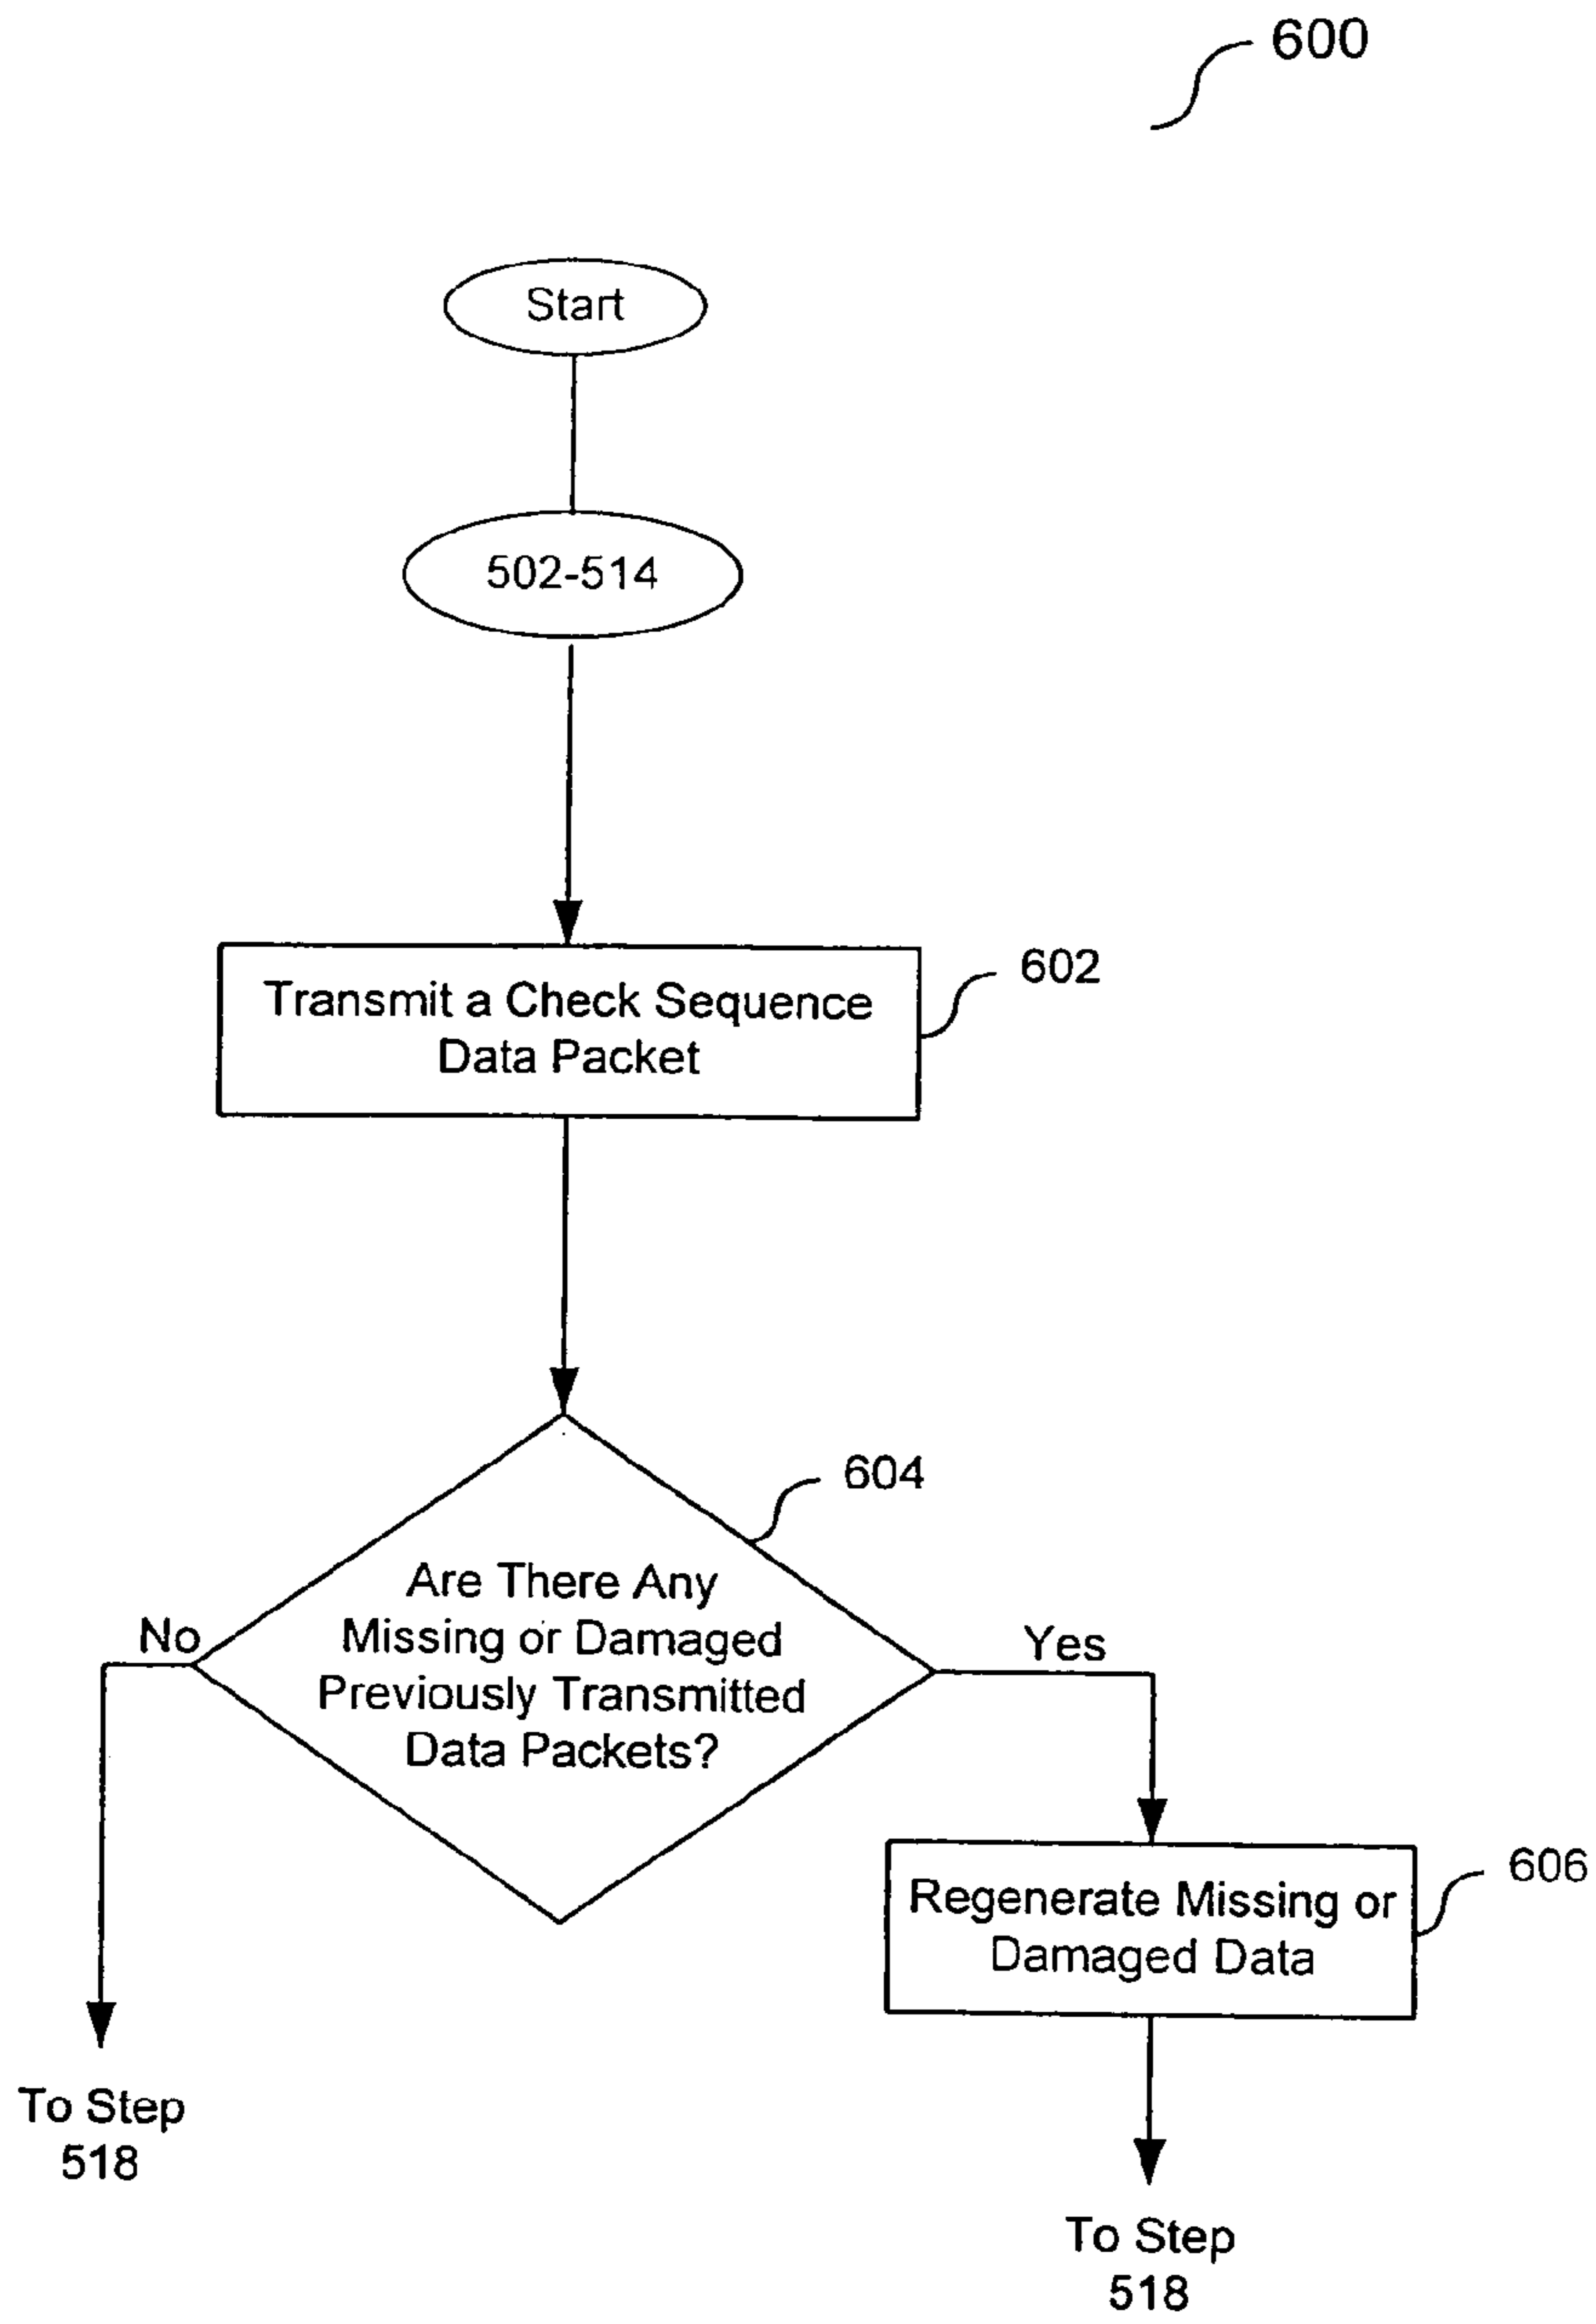 600
Start
502-514
Transmit a Check Sequence
Data Packet
602
604
Are There Any
Missing or Damaged
Previously Transmitted
Data Packets?
No
Yes
606
Regenerate Missing or
Damaged Data
To Step
518
To Step
518